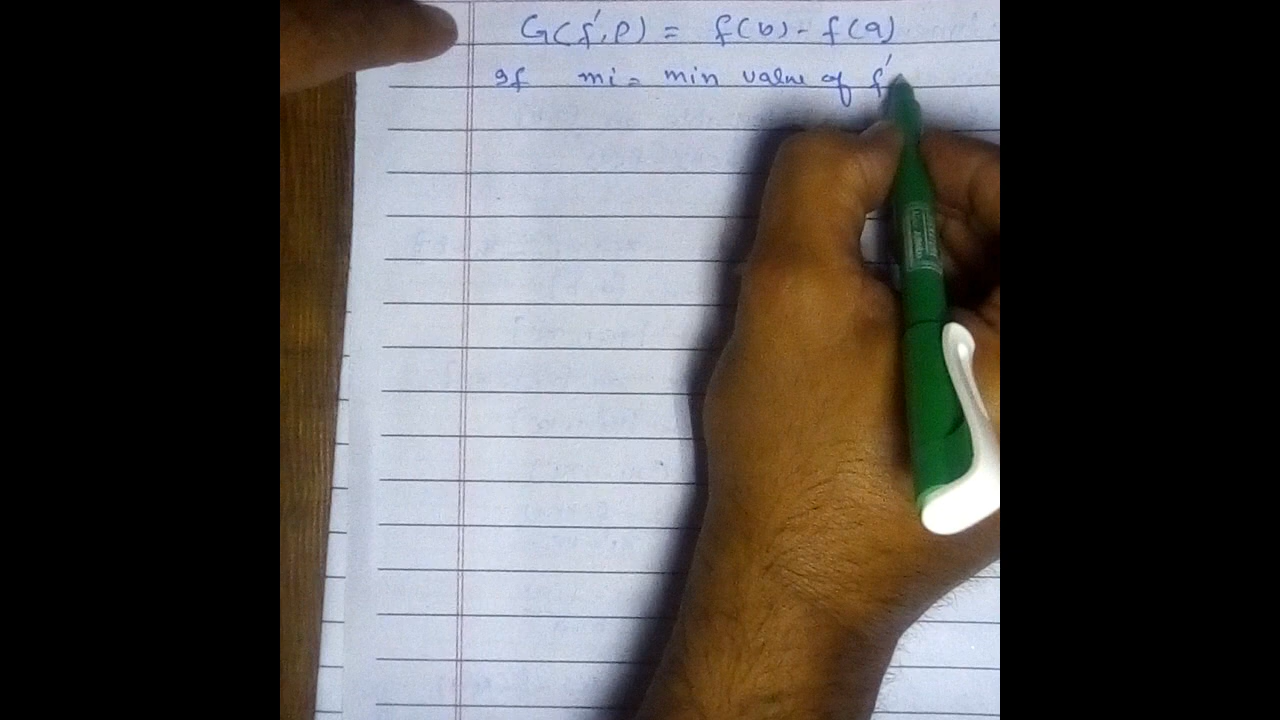 G(f',P) = f(b) - f(a)
If mi = min value of f'